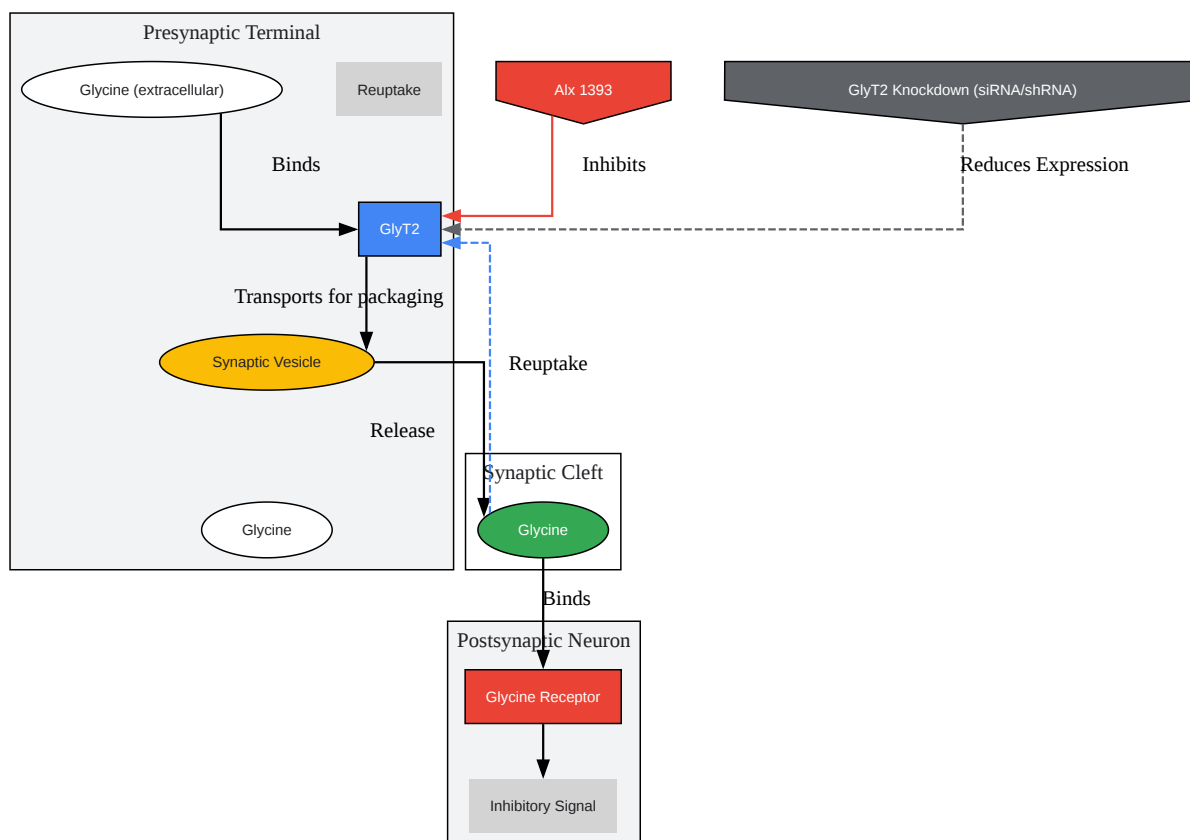 Presynaptic Terminal
Glycine (extracellular)
Reuptake
Alx 1393
GlyT2 Knockdown (siRNA/shRNA)
Binds
Inhibits
Reduces Expression
GlyT2
Transports for packaging
Synaptic Vesicle
Reuptake
Release
Synaptic Cleft
Glycine
Glycine
Binds
Postsynaptic Neuron
Glycine Receptor
Inhibitory Signal